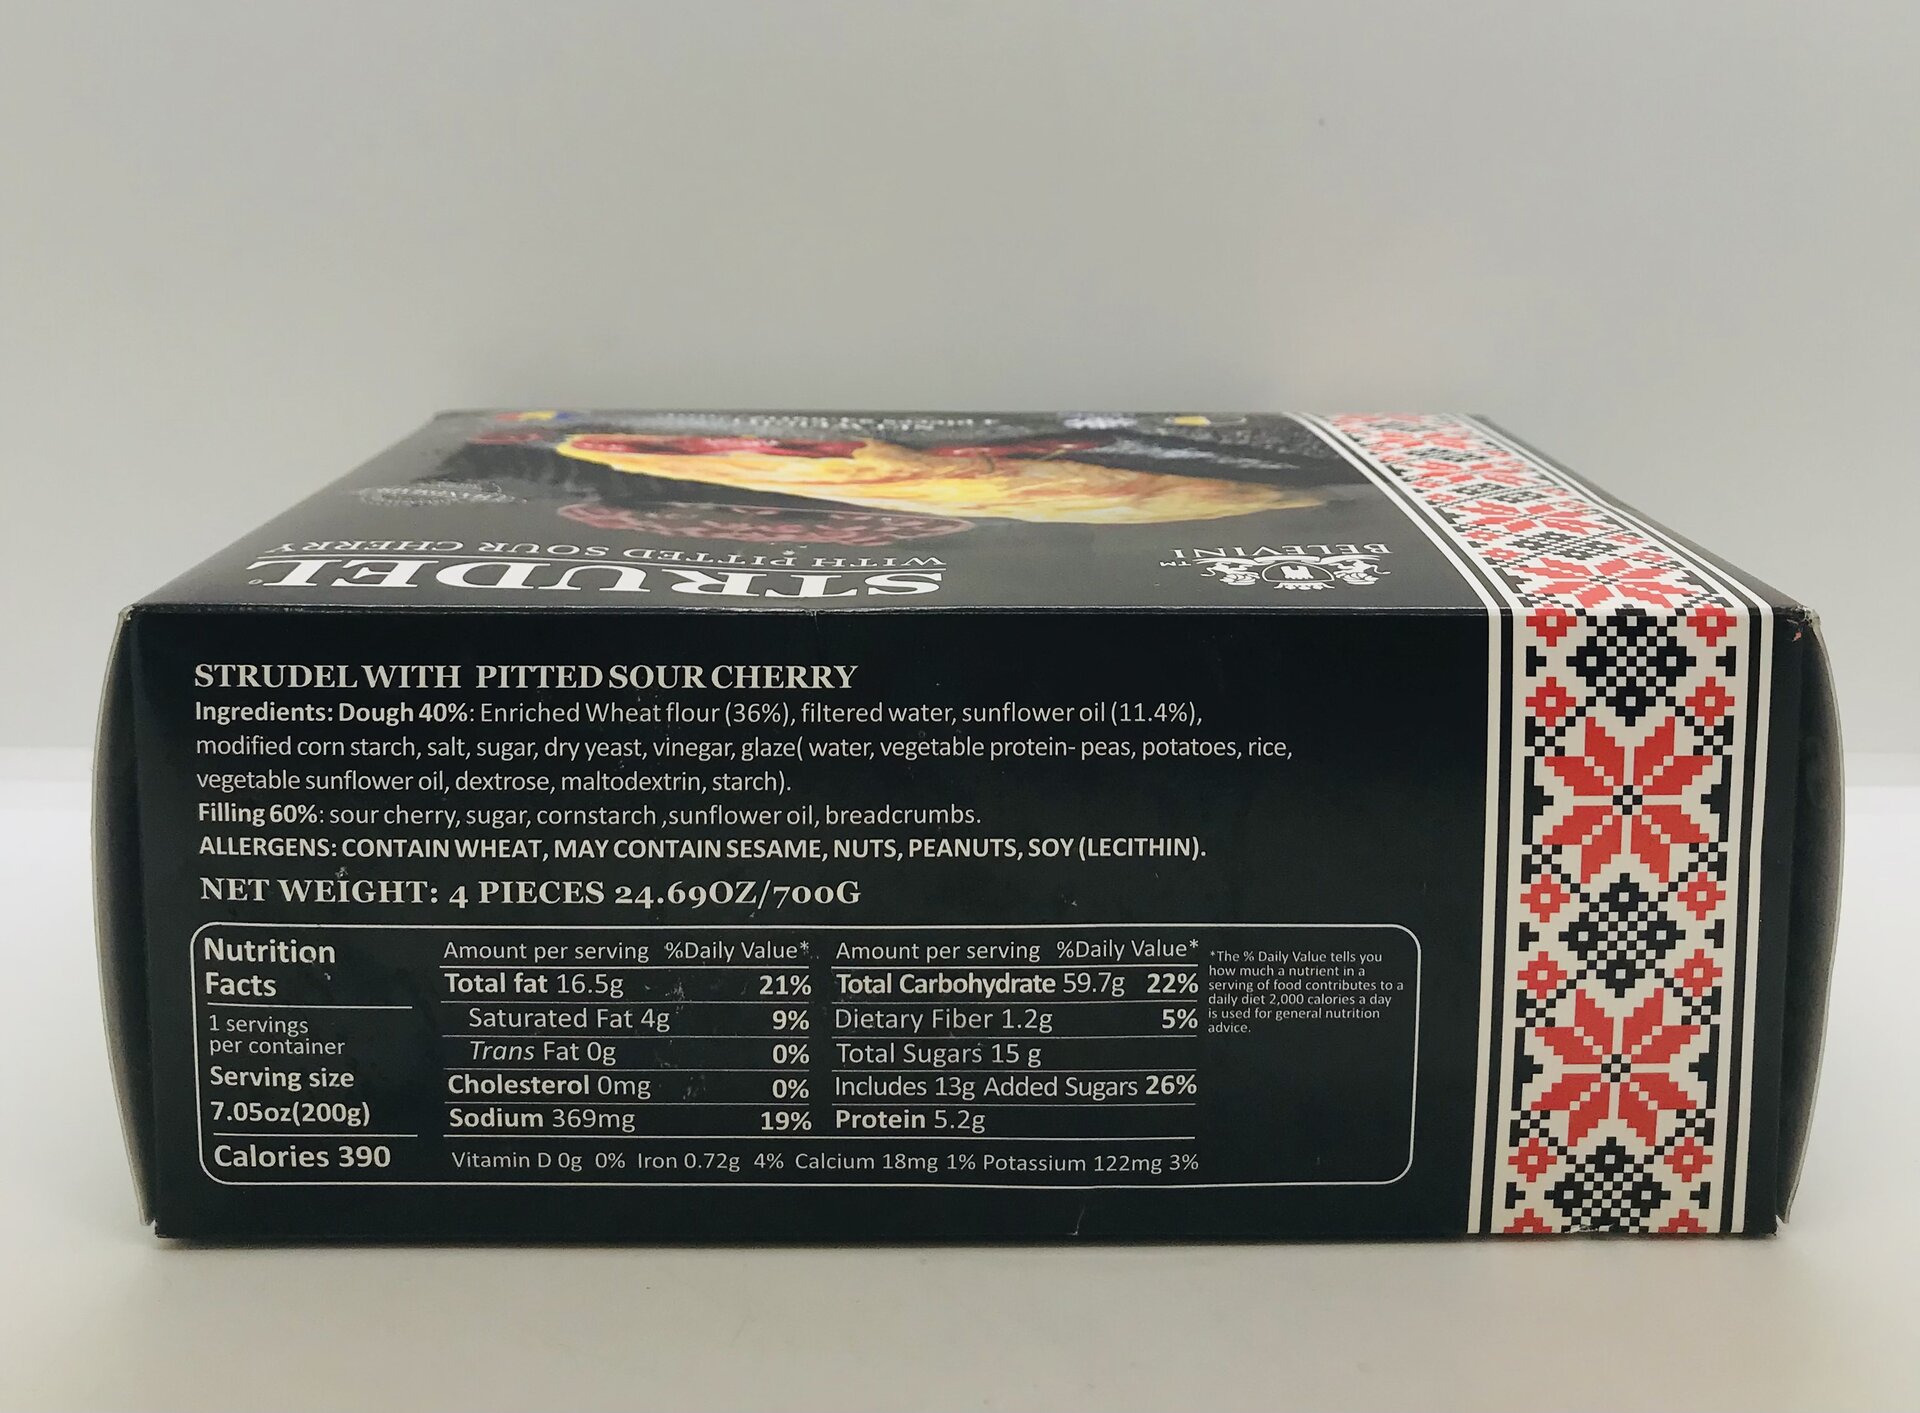 STRUDEL
WITH PITTED SOUR CHERRY
BELEVINI™
STRUDEL WITH PITTED SOUR CHERRY
Ingredients: Dough 40%: Enriched Wheat flour (36%), filtered water, sunflower oil (11.4%),
modified corn starch, salt, sugar, dry yeast, vinegar, glaze( water, vegetable protein- peas, potatoes, rice,
vegetable sunflower oil, dextrose, maltodextrin, starch).
Filling 60%: sour cherry, sugar, cornstarch ,sunflower oil, breadcrumbs.
ALLERGENS: CONTAIN WHEAT, MAY CONTAIN SESAME, NUTS, PEANUTS, SOY (LECITHIN).
NET WEIGHT: 4 PIECES 24.69OZ/700G
Nutrition
Facts
1 servings
per container
Serving size
7.05oz(200g)
Calories 390
Amount per serving %Daily Value*
Total fat 16.5g 21%
Saturated Fat 4g 9%
Trans Fat 0g 0%
Cholesterol 0mg 0%
Sodium 369mg 19%
Amount per serving %Daily Value*
Total Carbohydrate 59.7g 22%
Dietary Fiber 1.2g 5%
Total Sugars 15 g
Includes 13g Added Sugars 26%
Protein 5.2g
Vitamin D 0g 0% Iron 0.72g 4% Calcium 18mg 1% Potassium 122mg 3%
*The % Daily Value tells you
how much a nutrient in a
serving of food contributes to a
daily diet 2,000 calories a day
is used for general nutrition
advice.